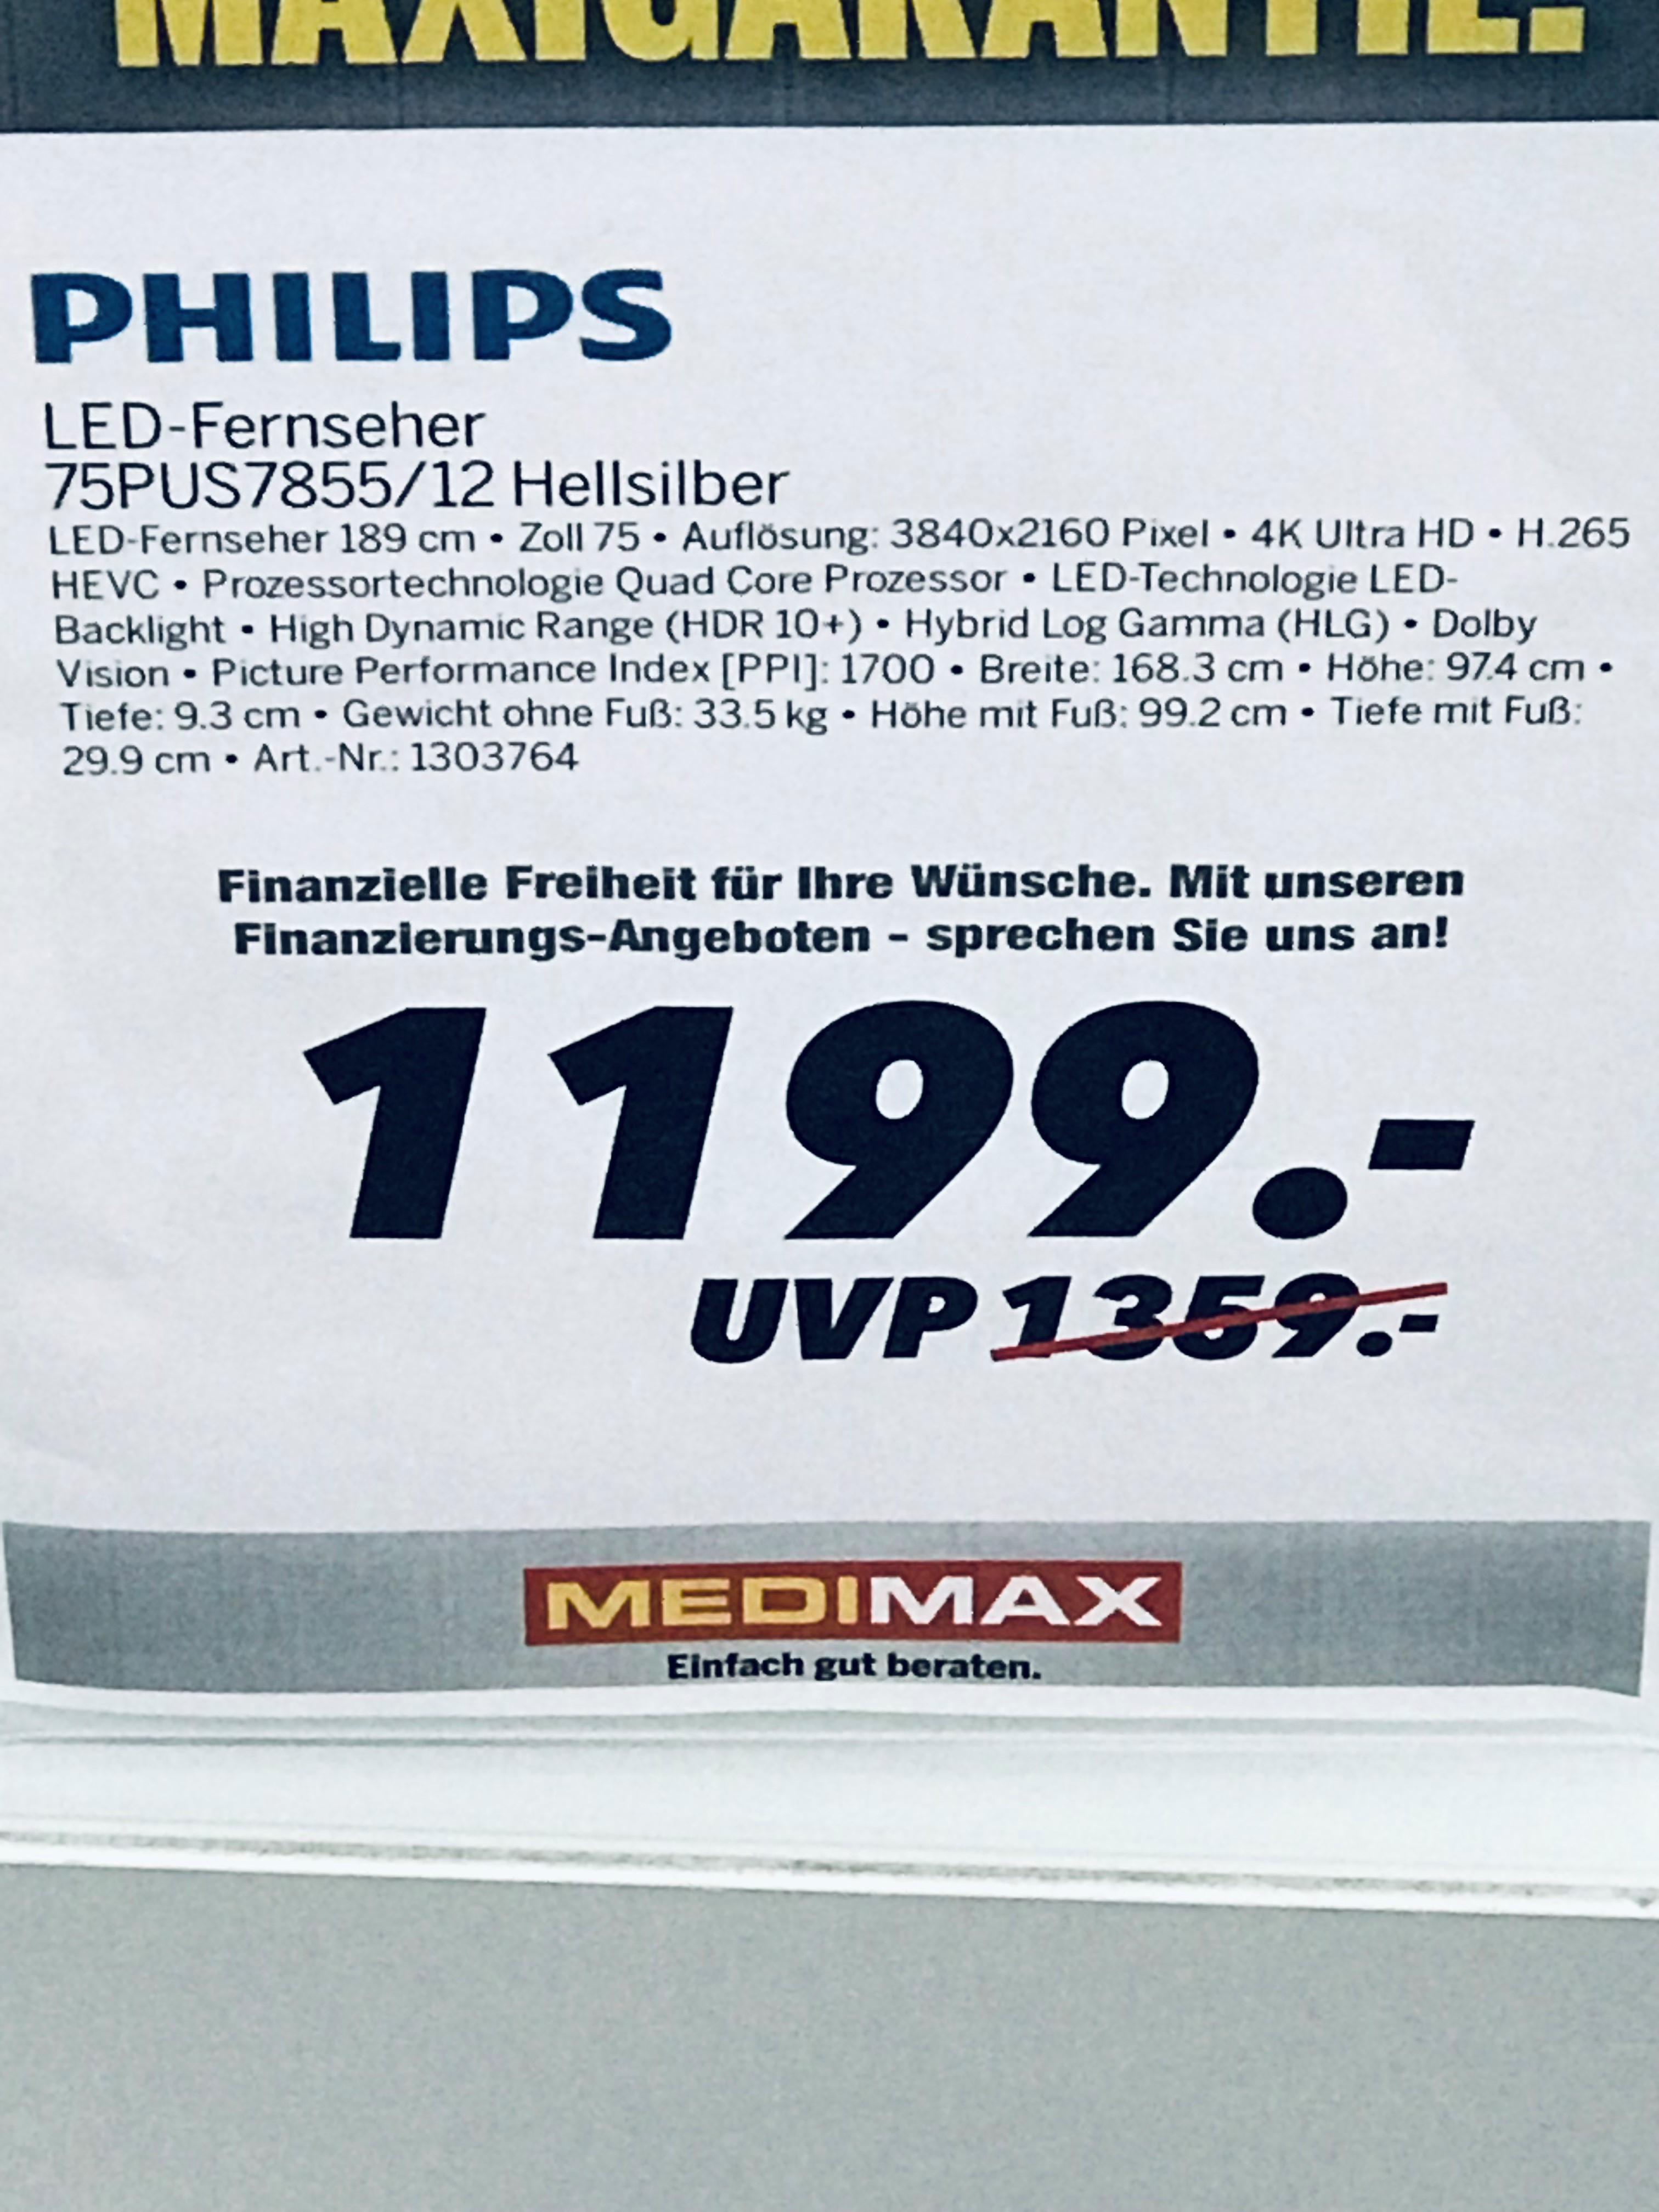 MAXIGARANTIE.
PHILIPS
LED-Fernseher
75PUS7855/12 Hellsilber
LED-Fernseher 189 cm • Zoll 75 • Auflösung: 3840x2160 Pixel • 4K Ultra HD • H.265
HEVC • Prozessortechnologie Quad Core Prozessor • LED-Technologie LED-
Backlight • High Dynamic Range (HDR 10+) • Hybrid Log Gamma (HLG) • Dolby
Vision • Picture Performance Index [PPI]: 1700 • Breite: 168.3 cm • Höhe: 97.4 cm •
Tiefe: 9.3 cm • Gewicht ohne Fuß: 33.5 kg • Höhe mit Fuß: 99.2 cm • Tiefe mit Fuß:
29.9 cm • Art.-Nr.: 1303764
Finanzielle Freiheit für Ihre Wünsche. Mit unseren
Finanzierungs-Angeboten - sprechen Sie uns an!
1199.-
UVP 1359.-
MEDIMAX
Einfach gut beraten.